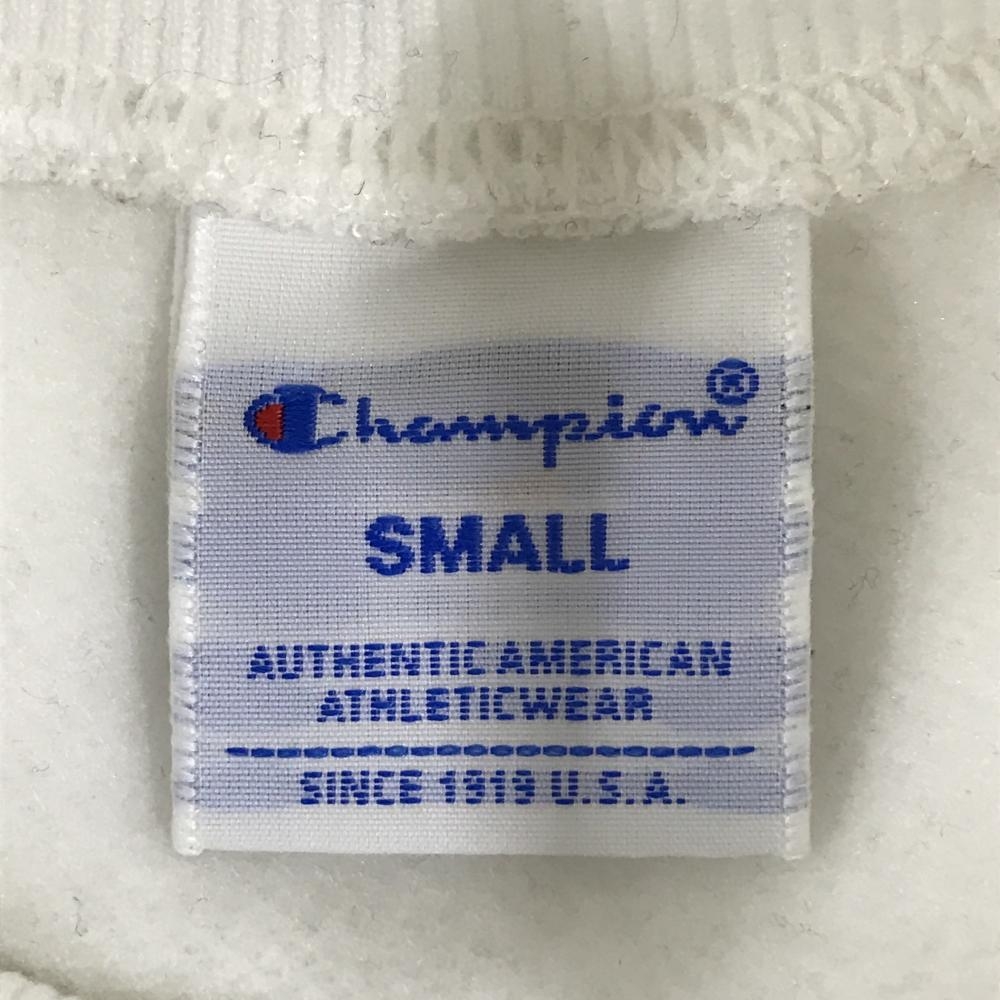 Champion®
SMALL
AUTHENTIC AMERICAN
ATHLETICWEAR
SINCE 1919 U.S.A.